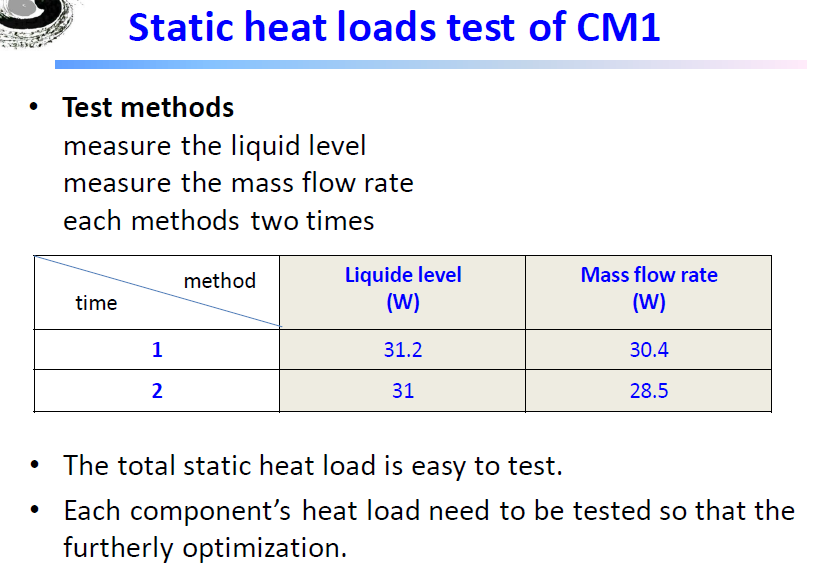 Static heat loads test of CM1
• Test methods
measure the liquid level
measure the mass flow rate
each methods two times
method
time
Liquide level
(W)
Mass flow rate
(W)
1
31.2
30.4
2
31
28.5
• The total static heat load is easy to test.
• Each component’s heat load need to be tested so that the
furtherly optimization.